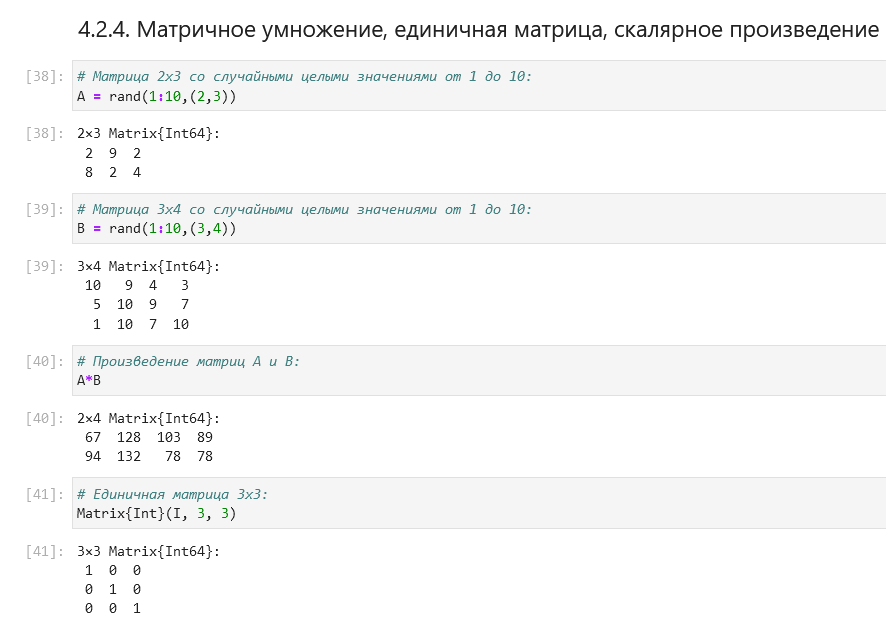 4.2.4. Матричное умножение, единичная матрица, скалярное произведение
[38]: # Матрица 2x3 со случайными целыми значениями от 1 до 10:
A = rand(1:10,(2,3))
[38]: 2×3 Matrix{Int64}:
2 9 2
8 2 4
[39]: # Матрица 3x4 со случайными целыми значениями от 1 до 10:
B = rand(1:10,(3,4))
[39]: 3×4 Matrix{Int64}:
10 9 4 3
5 10 9 7
1 10 7 10
[40]: # Произведение матриц A и B:
A*B
[40]: 2×4 Matrix{Int64}:
67 128 103 89
94 132 78 78
[41]: # Единичная матрица 3x3:
Matrix{Int}(I, 3, 3)
[41]: 3×3 Matrix{Int64}:
1 0 0
0 1 0
0 0 1